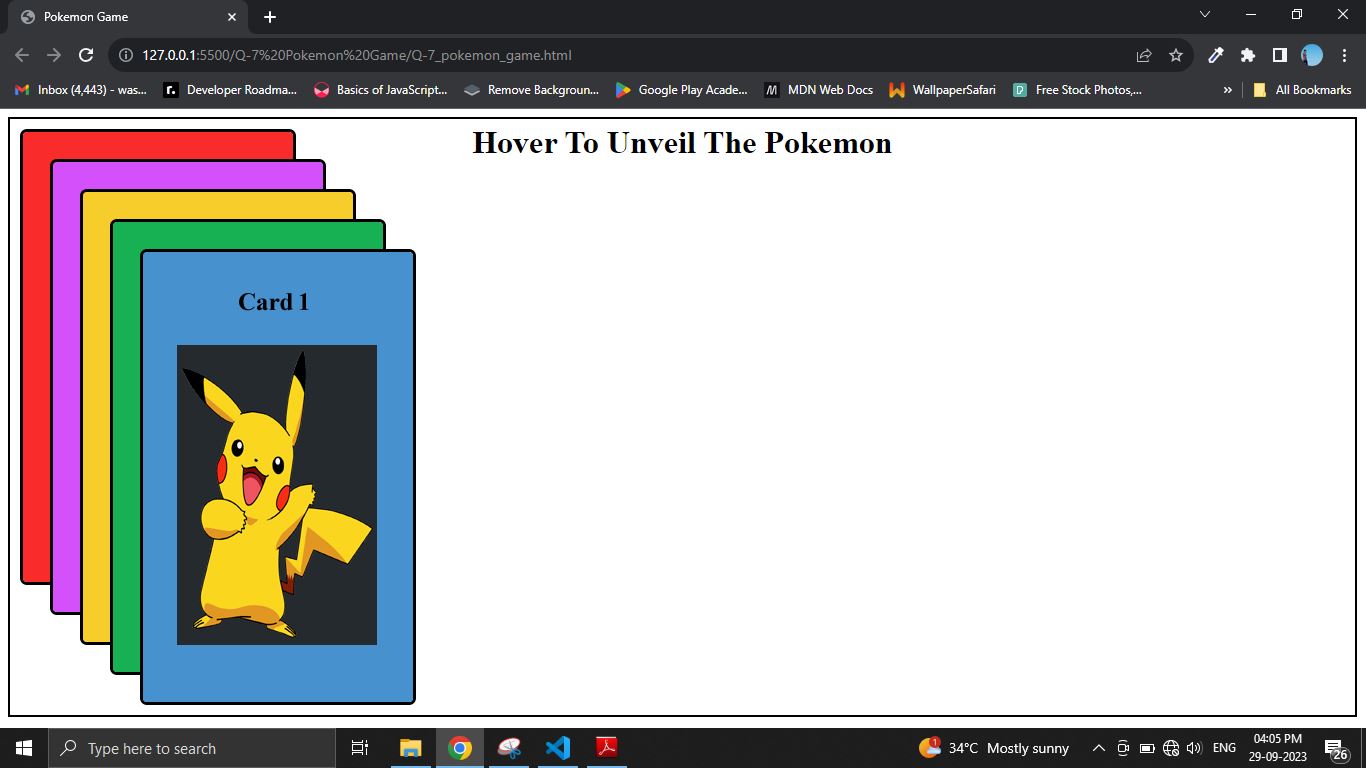 Pokemon Game
127.0.0.1:5500/Q-7%20Pokemon%20Game/Q-7_pokemon_game.html
Inbox (4,443) - was... Developer Roadma... Basics of JavaScript... Remove Backgroun... Google Play Acade... MDN Web Docs WallpaperSafari Free Stock Photos,... » All Bookmarks
Hover To Unveil The Pokemon
Card 1
Type here to search
1 34°C Mostly sunny ENG 04:05 PM
29-09-2023 26